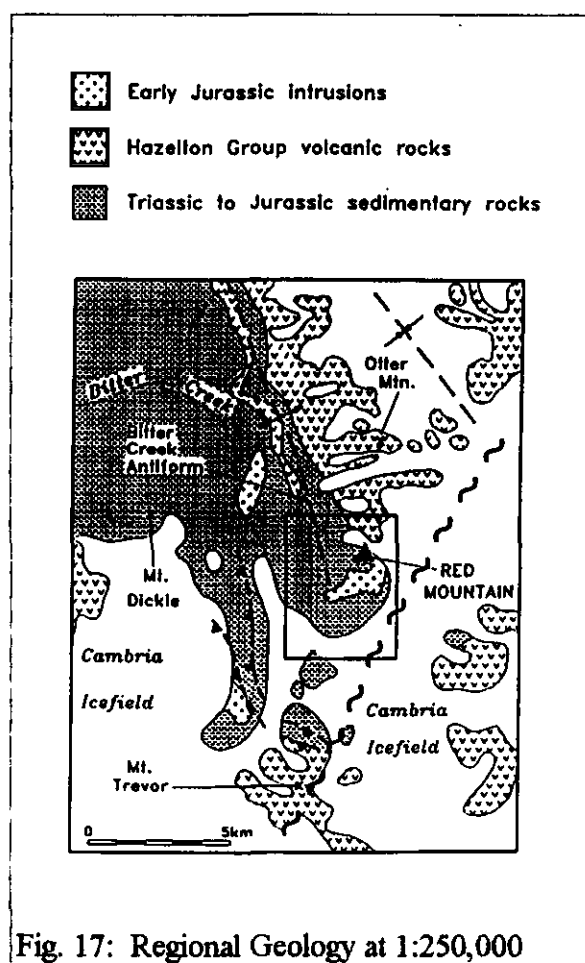 Early Jurassic intrusions
Hazelton Group volcanic rocks
Triassic to Jurassic sedimentary rocks
Otter
Mtn.
Bitter Creek
Bitter
Creek
Antiform
Mt.
Dickie
RED
MOUNTAIN
Cambria
Icefield
Cambria
Icefield
Mt.
Trevor
0 5km
Fig. 17: Regional Geology at 1:250,000